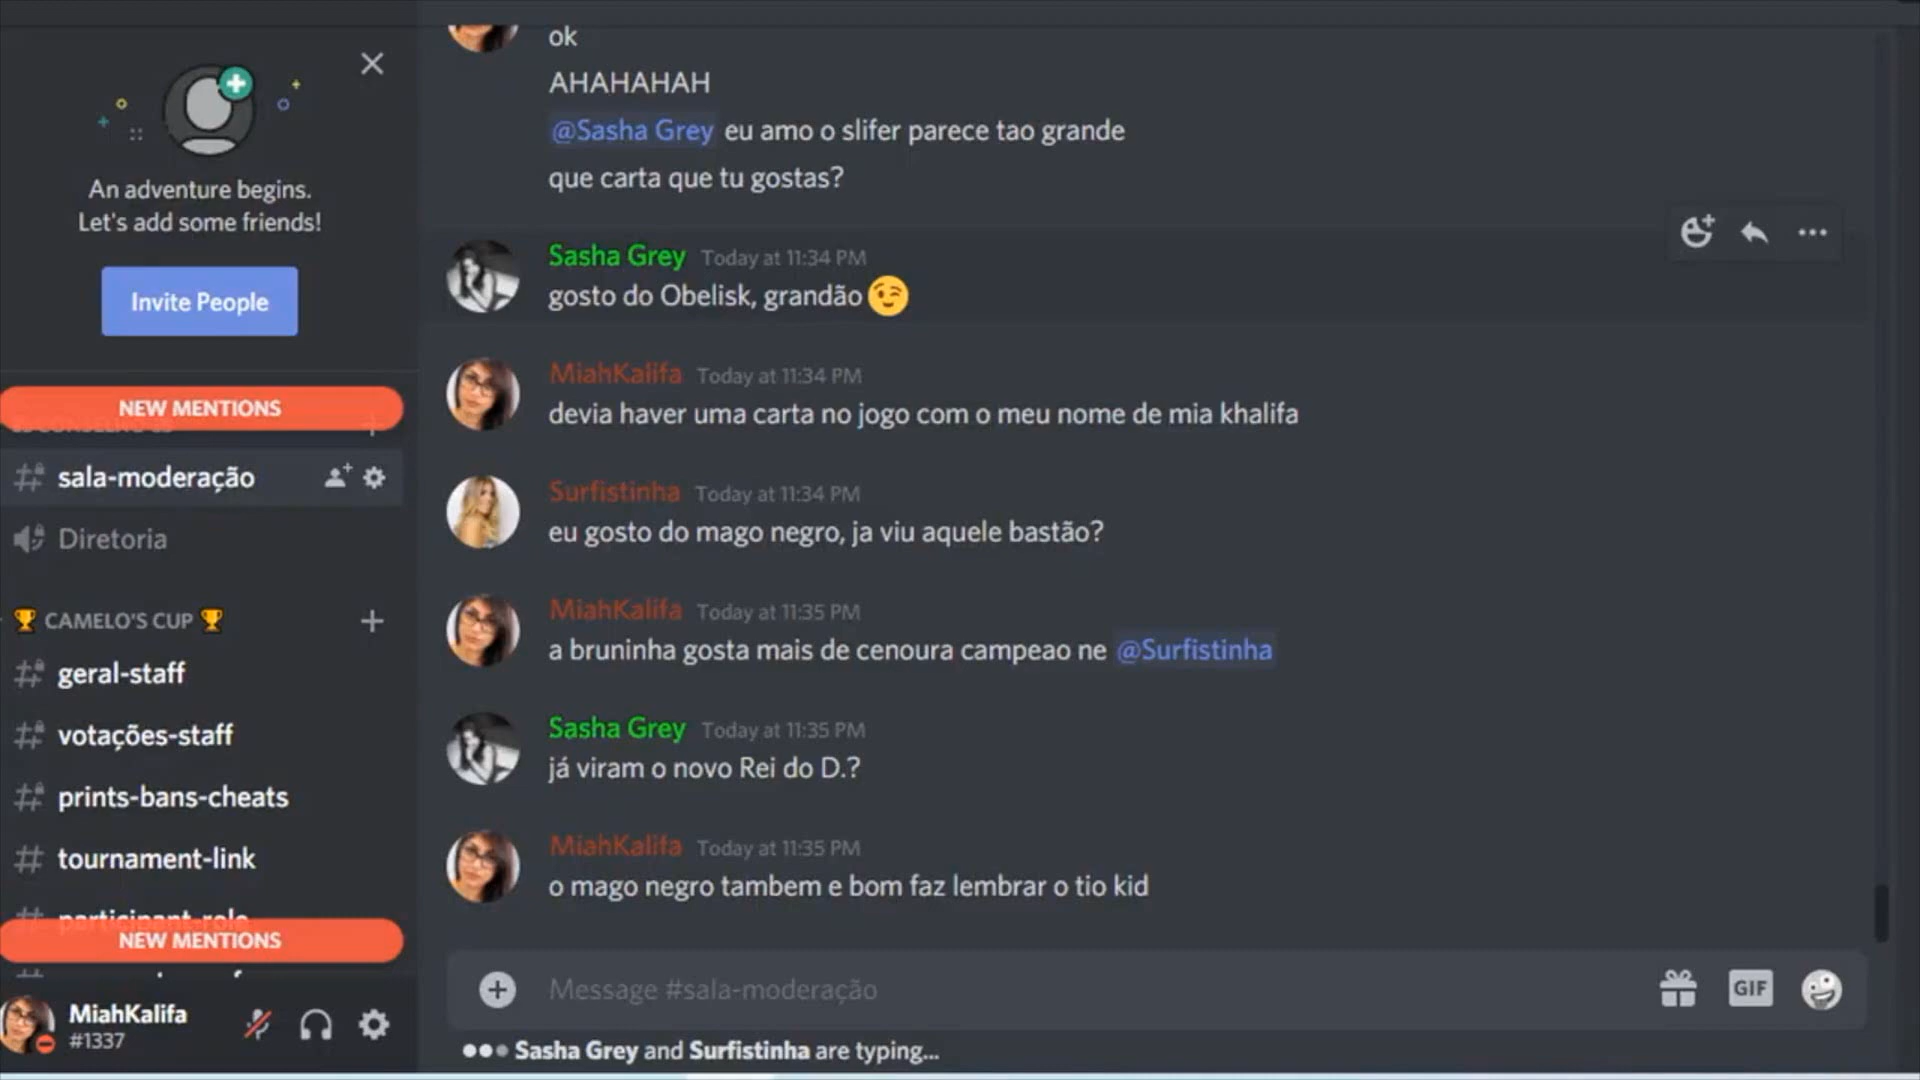 An adventure begins.
Let's add some friends!
Invite People
NEW MENTIONS
sala-moderação
Diretoria
CAMELO'S CUP
geral-staff
votações-staff
prints-bans-cheats
tournament-link
participant-role
NEW MENTIONS
MiahKalifa
#1337
ok
AHAHAHAH
@Sasha Grey eu amo o slifer parece tao grande
que carta que tu gostas?
Sasha Grey Today at 11:34 PM
gosto do Obelisk, grandão
MiahKalifa Today at 11:34 PM
devia haver uma carta no jogo com o meu nome de mia khalifa
Surfistinha Today at 11:34 PM
eu gosto do mago negro, ja viu aquele bastão?
MiahKalifa Today at 11:35 PM
a bruninha gosta mais de cenoura campeao ne @Surfistinha
Sasha Grey Today at 11:35 PM
já viram o novo Rei do D.?
MiahKalifa Today at 11:35 PM
o mago negro tambem e bom faz lembrar o tio kid
Message #sala-moderação
GIF
Sasha Grey and Surfistinha are typing...